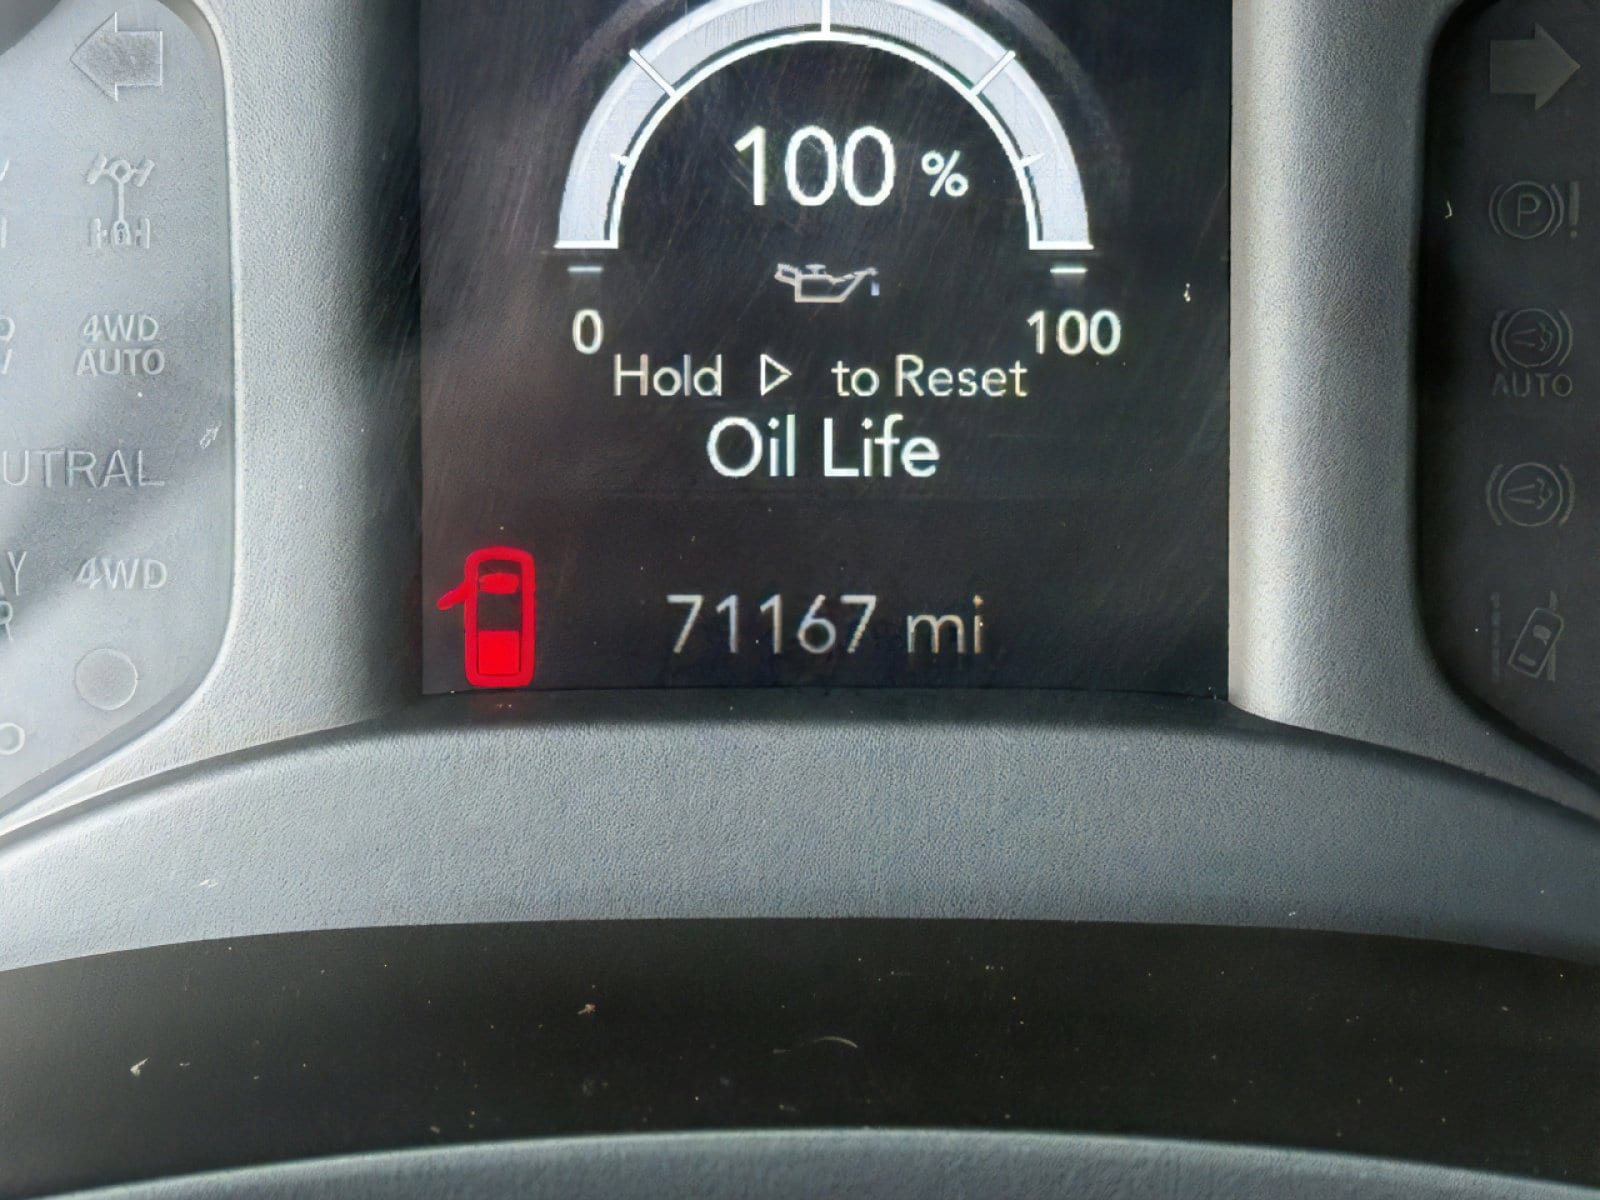 100 %
0
100
Hold ▷ to Reset
Oil Life
71167 mi
4WD
AUTO
UTRAL
4WD
P !
AUTO